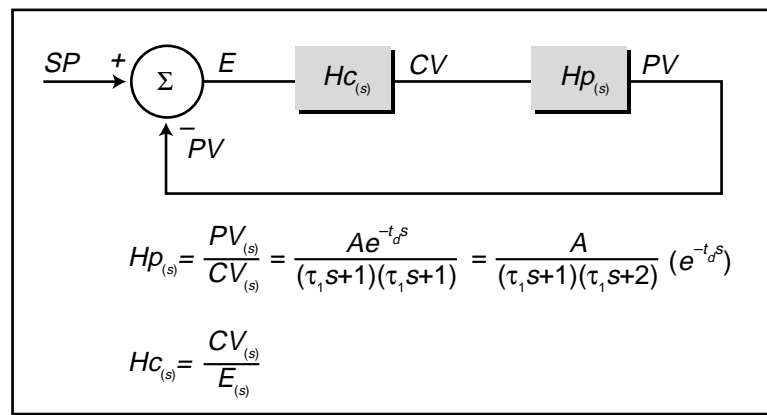 SP + Σ E Hc(s) CV Hp(s) PV
− PV
Hp(s) = PV(s) / CV(s) = Ae^−t_d s / (τ₁s+1)(τ₁s+1) = A / (τ₁s+1)(τ₁s+2) (e^−t_d s)
Hc(s) = CV(s) / E(s)